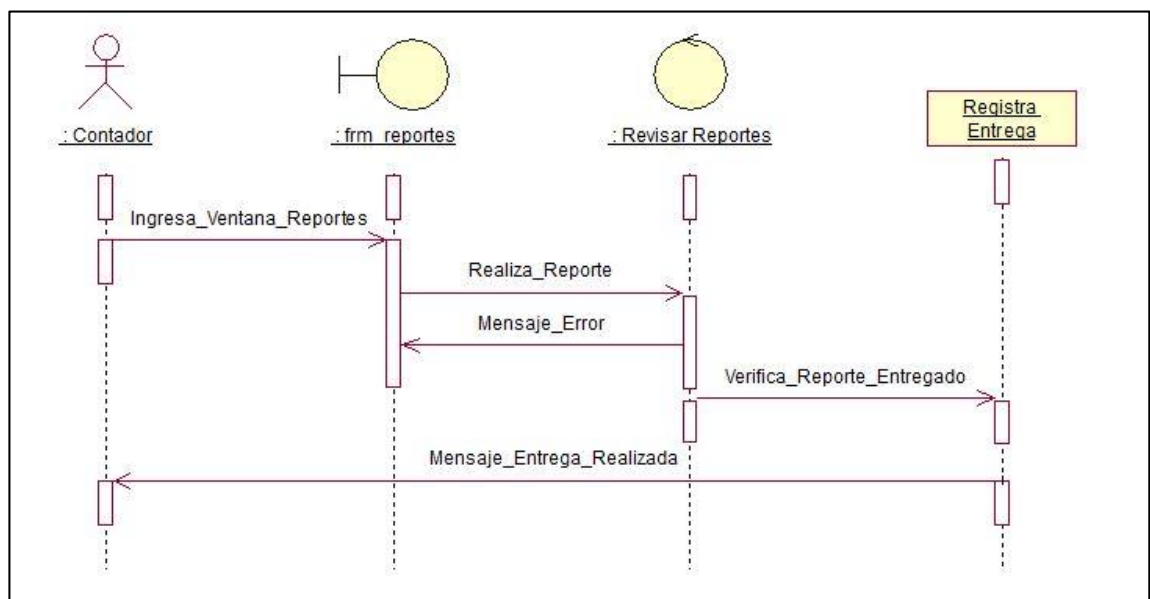 : Contador
: frm_reportes
: Revisar Reportes
Registra
Entrega
Ingresa_Ventana_Reportes
Realiza_Reporte
Mensaje_Error
Verifica_Reporte_Entregado
Mensaje_Entrega_Realizada